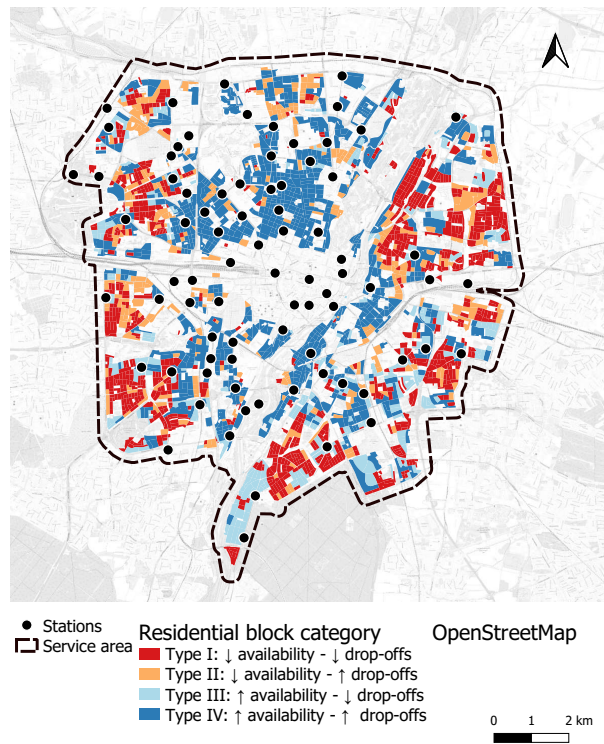 Stations
Service area
Residential block category
Type I: ↓ availability - ↓ drop-offs
Type II: ↓ availability - ↑ drop-offs
Type III: ↑ availability - ↓ drop-offs
Type IV: ↑ availability - ↑ drop-offs
OpenStreetMap
0 1 2 km